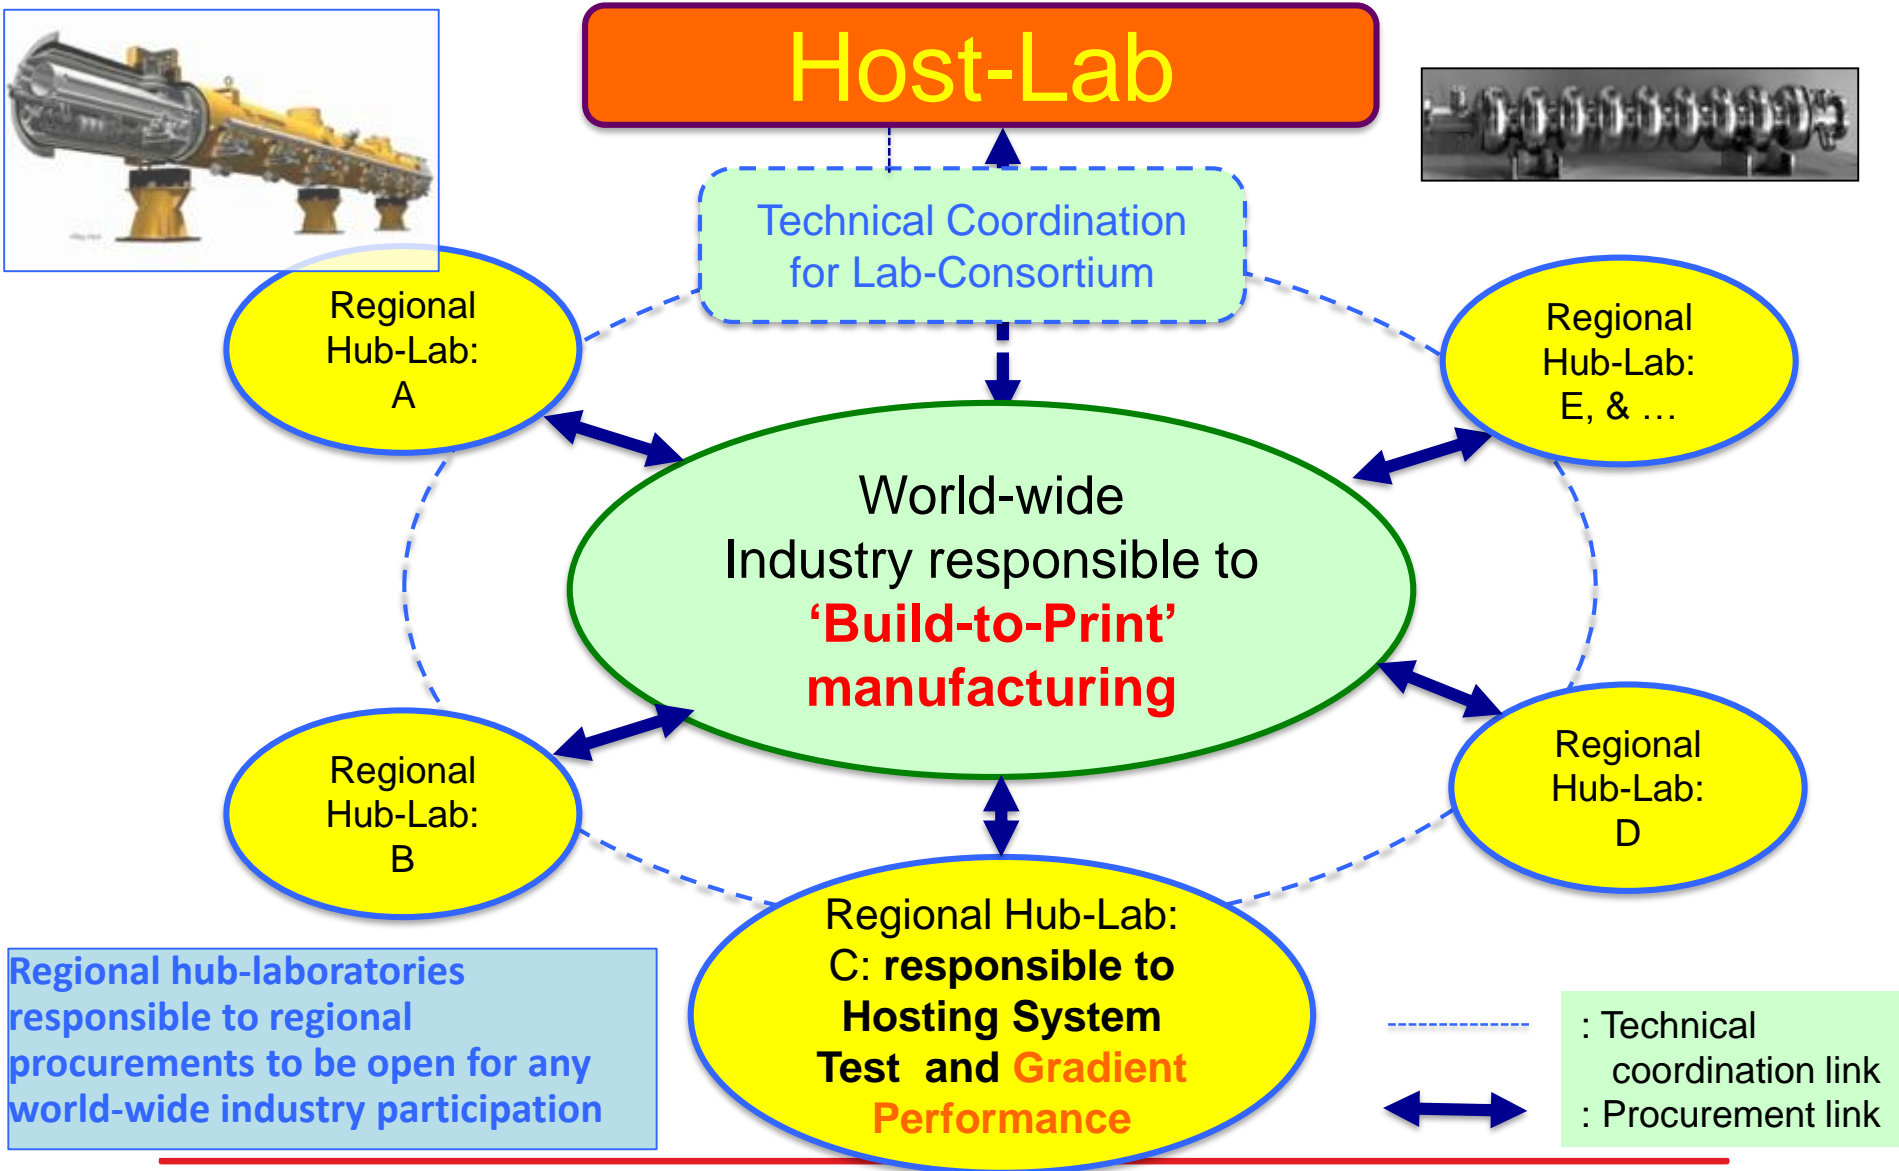 Host-Lab
Technical Coordination
for Lab-Consortium
Regional
Hub-Lab:
A
Regional
Hub-Lab:
E, & …
World-wide
Industry responsible to
‘Build-to-Print’
manufacturing
Regional
Hub-Lab:
B
Regional
Hub-Lab:
D
Regional Hub-Lab:
C: responsible to
Hosting System
Test and Gradient
Performance
Regional hub-laboratories
responsible to regional
procurements to be open for any
world-wide industry participation
: Technical
coordination link
: Procurement link